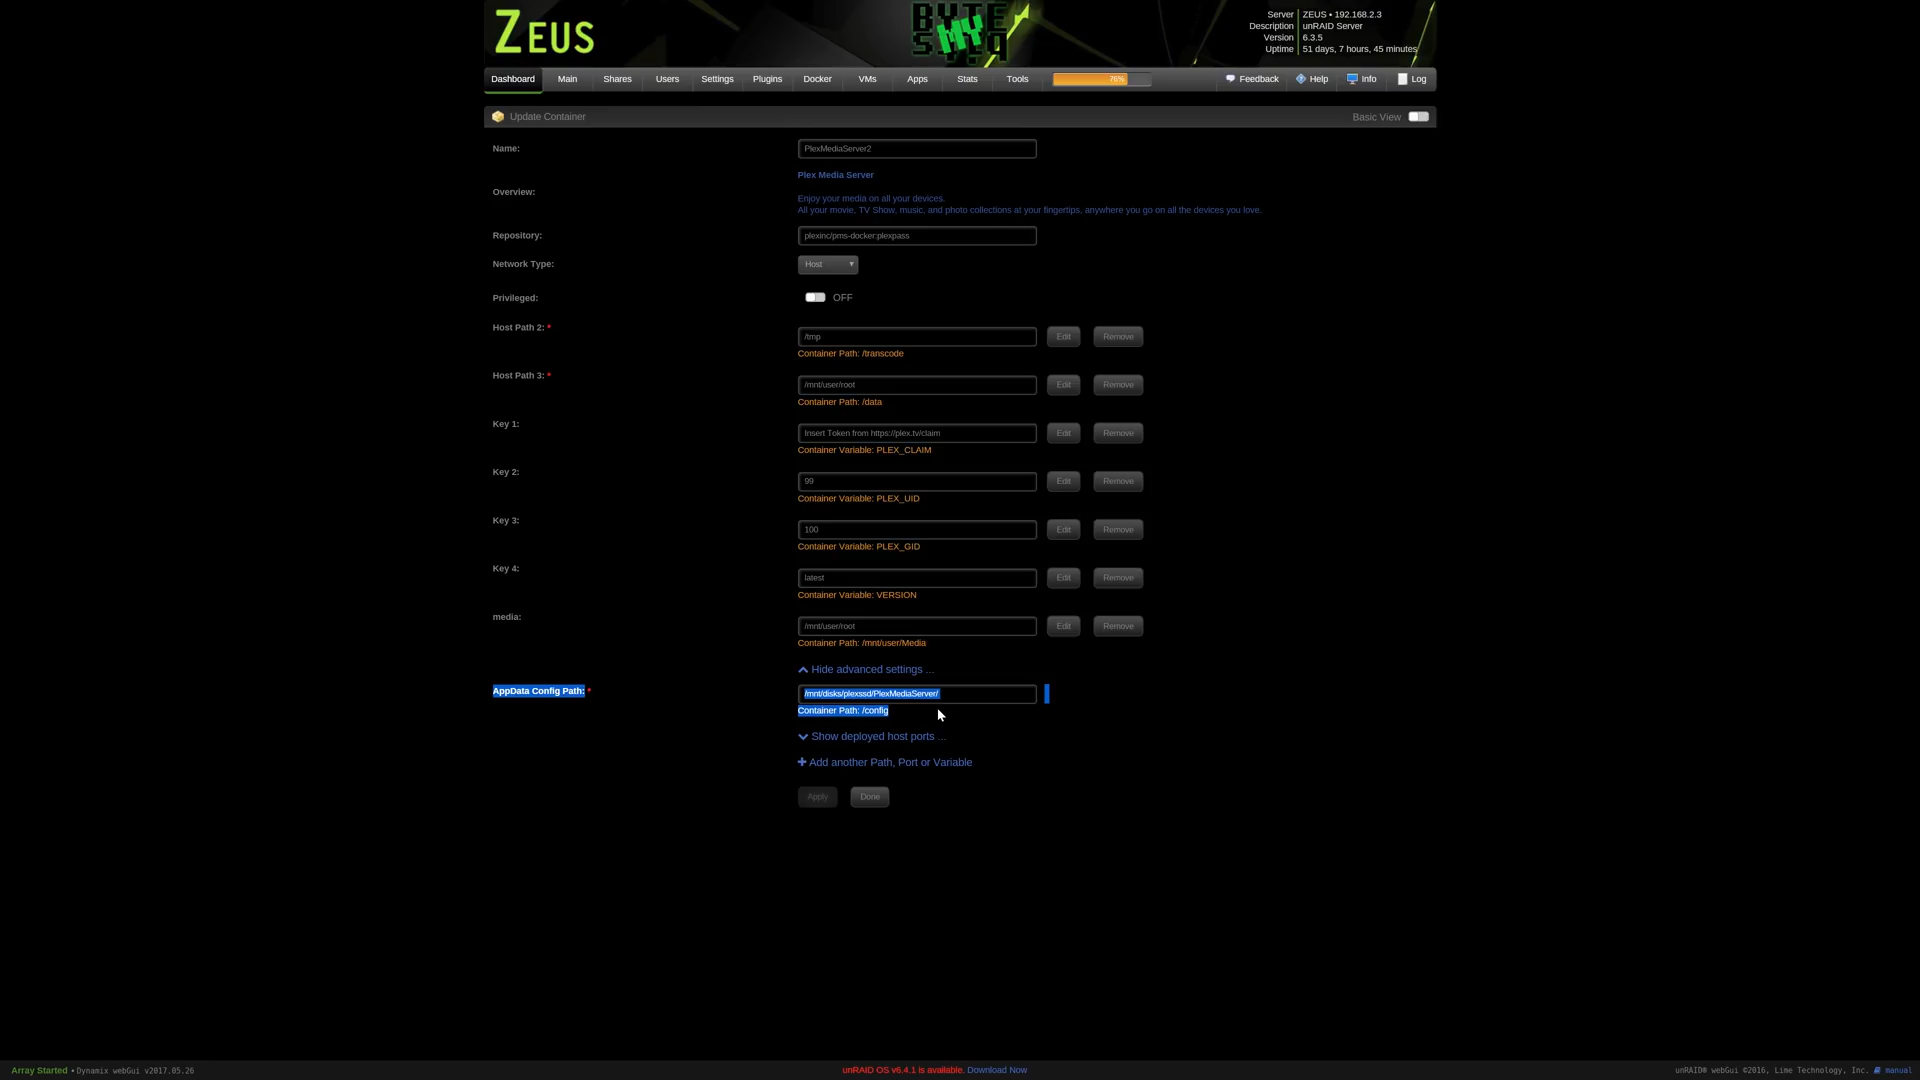 ZEUS
BYTE
MY
Server ZEUS • 192.168.2.3
Description unRAID Server
Version 6.3.5
Uptime 51 days, 7 hours, 45 minutes
Dashboard Main Shares Users Settings Plugins Docker VMs Apps Stats Tools 76% Feedback Help Info Log
Update Container Basic View
Name: PlexMediaServer2
Plex Media Server
Overview:
Enjoy your media on all your devices.
All your movie, TV Show, music, and photo collections at your fingertips, anywhere you go on all the devices you love.
Repository: plexinc/pms-docker:plexpass
Network Type: Host
Privileged: OFF
Host Path 2: * /tmp Edit Remove
Container Path: /transcode
Host Path 3: * /mnt/user/root Edit Remove
Container Path: /data
Key 1: Insert Token from https://plex.tv/claim Edit Remove
Container Variable: PLEX_CLAIM
Key 2: 99 Edit Remove
Container Variable: PLEX_UID
Key 3: 100 Edit Remove
Container Variable: PLEX_GID
Key 4: latest Edit Remove
Container Variable: VERSION
media: /mnt/user/root Edit Remove
Container Path: /mnt/user/Media
Hide advanced settings ...
AppData Config Path: * /mnt/disks/plexssd/PlexMediaServer/
Container Path: /config
Show deployed host ports ...
Add another Path, Port or Variable
Apply Done
Array Started • Dynamix webGui v2017.05.26 unRAID OS v6.4.1 is available. Download Now unRAID® webGui ©2016, Lime Technology, Inc. manual